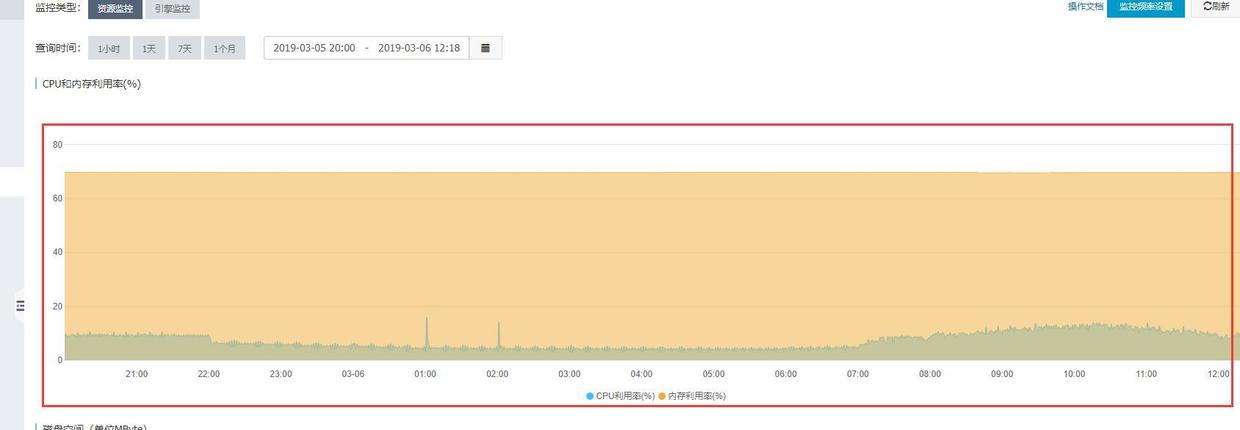 监控类型： 资源监控 引擎监控 操作文档 监控频率设置 刷新
查询时间： 1小时 1天 7天 1个月 2019-03-05 20:00 - 2019-03-06 12:18
CPU和内存利用率(%)
80
60
40
20
0
21:00 22:00 23:00 03-06 01:00 02:00 03:00 04:00 05:00 06:00 07:00 08:00 09:00 10:00 11:00 12:00
CPU利用率(%) 内存利用率(%)
磁盘空间（单位MByte）